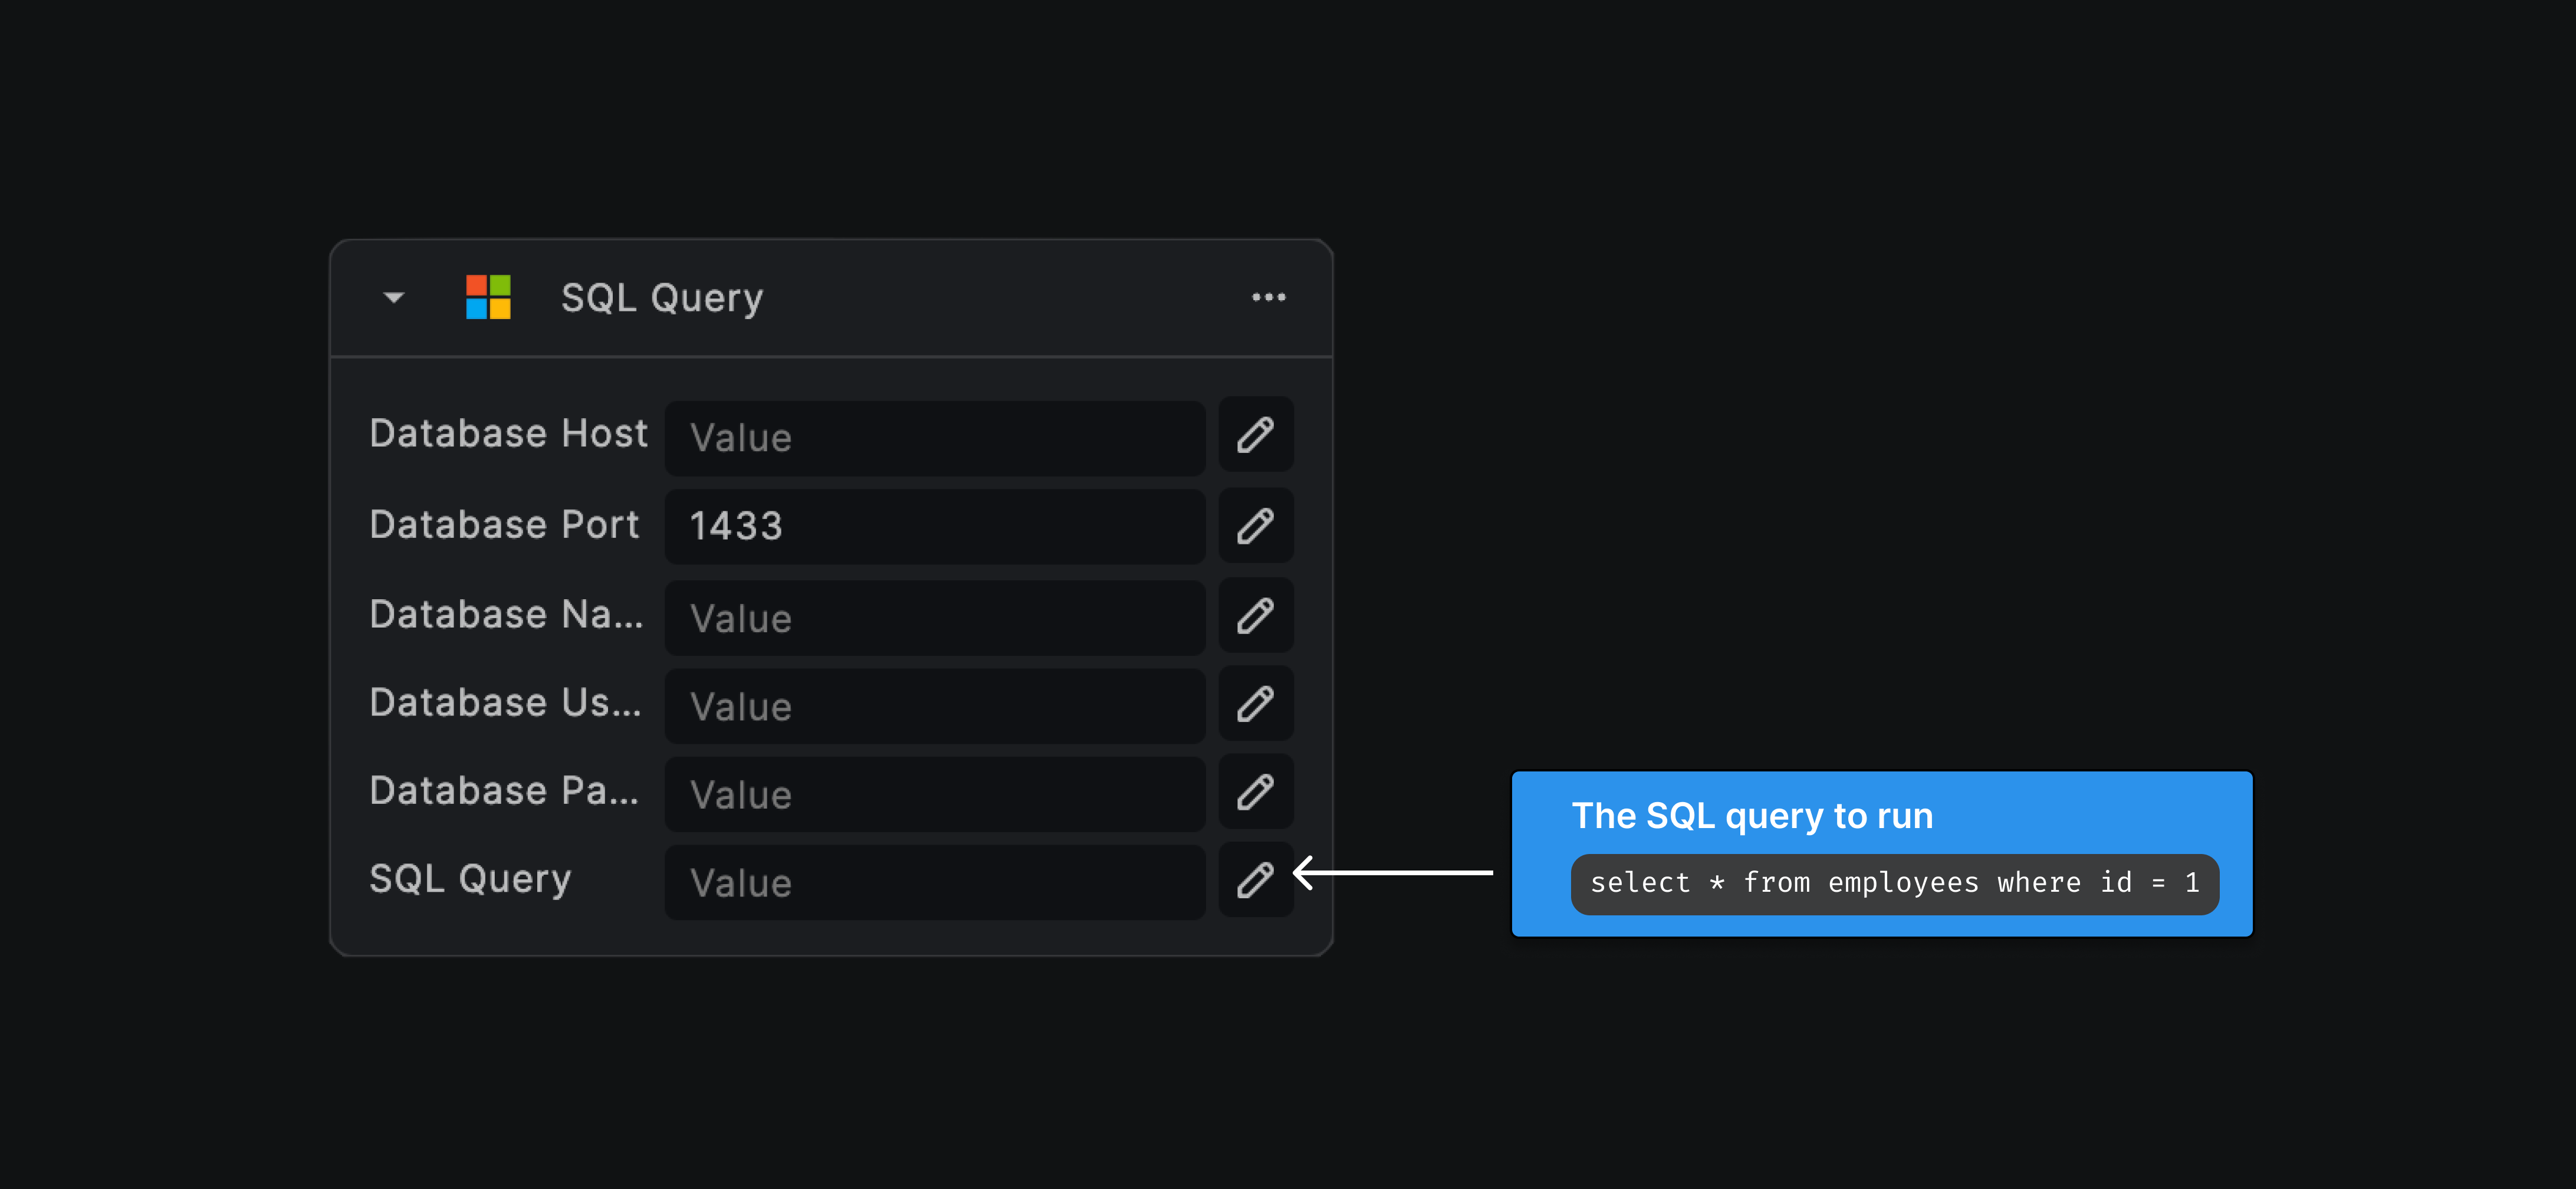 SQL Query
Database Host Value
Database Port 1433
Database Na... Value
Database Us... Value
Database Pa... Value
SQL Query Value
The SQL query to run
select * from employees where id = 1